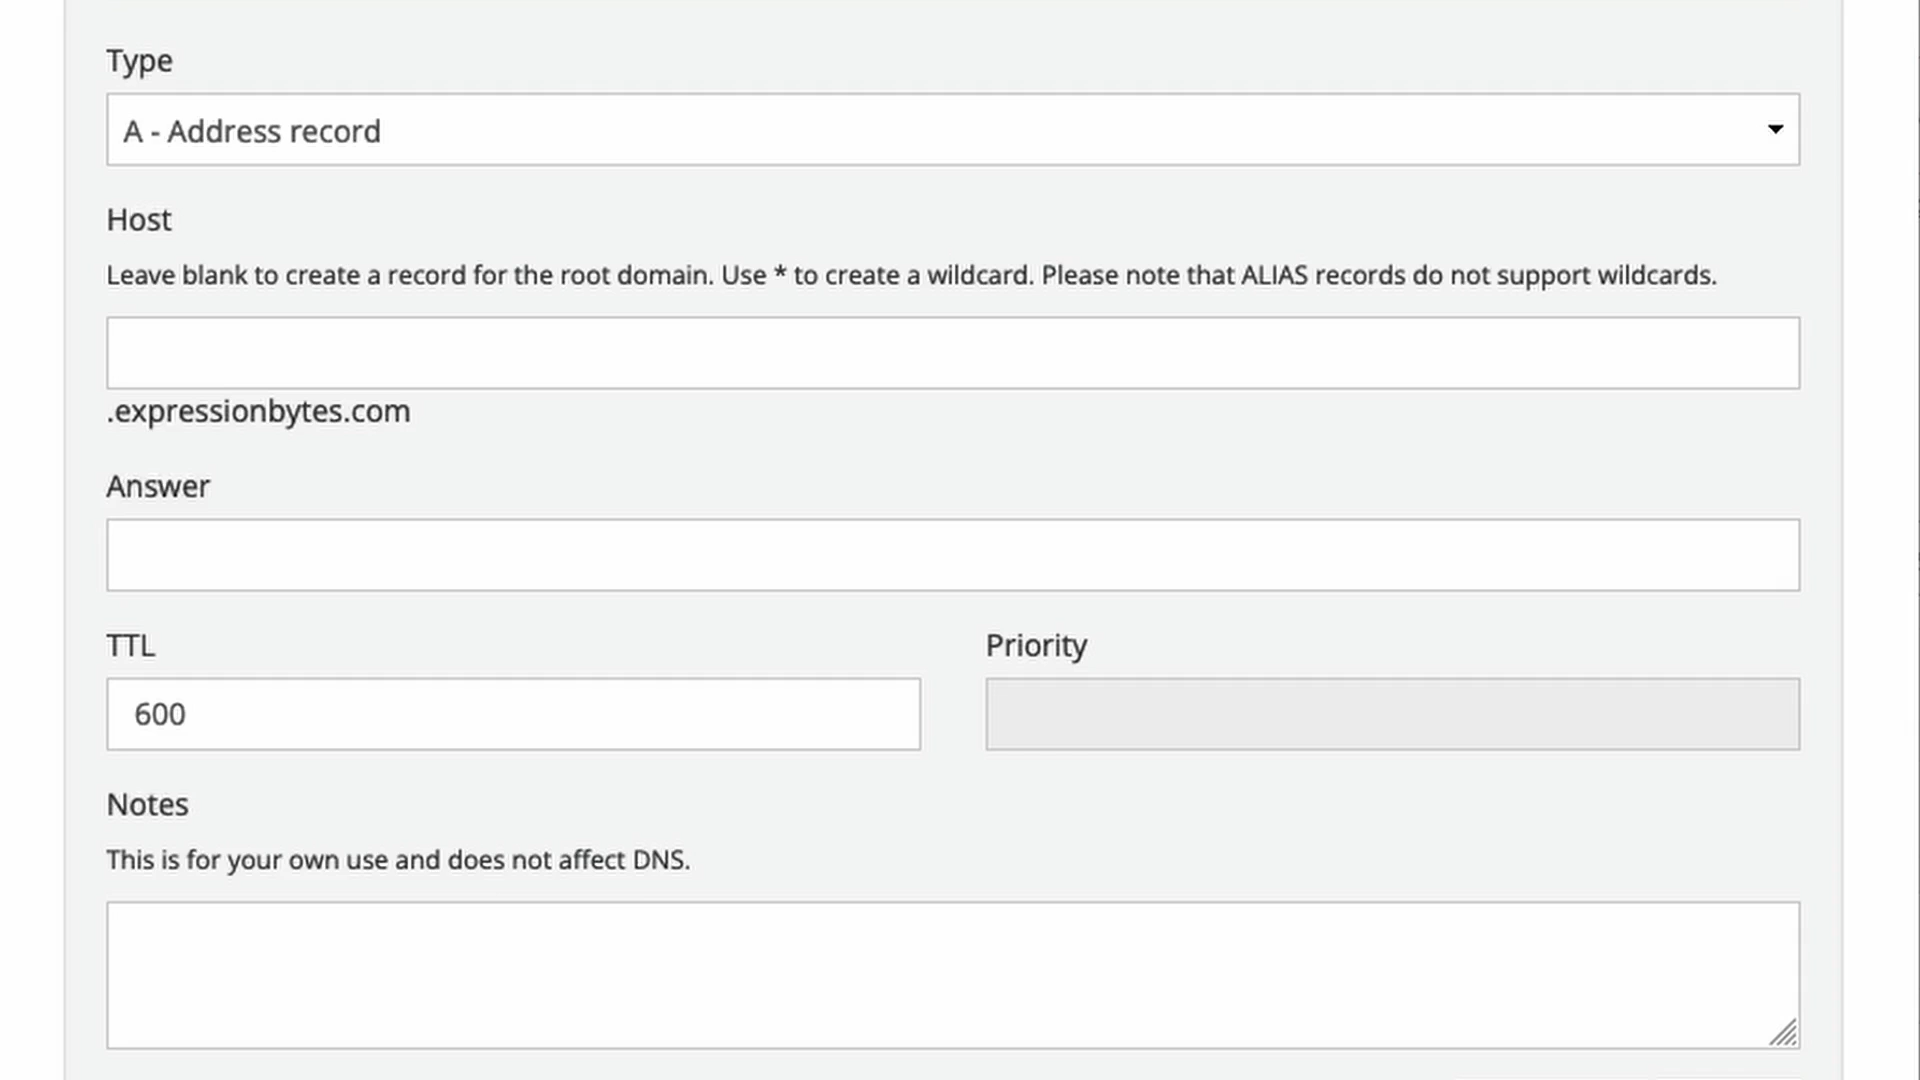 Type
A - Address record
Host
Leave blank to create a record for the root domain. Use * to create a wildcard. Please note that ALIAS records do not support wildcards.
.expressionbytes.com
Answer
TTL
Priority
600
Notes
This is for your own use and does not affect DNS.